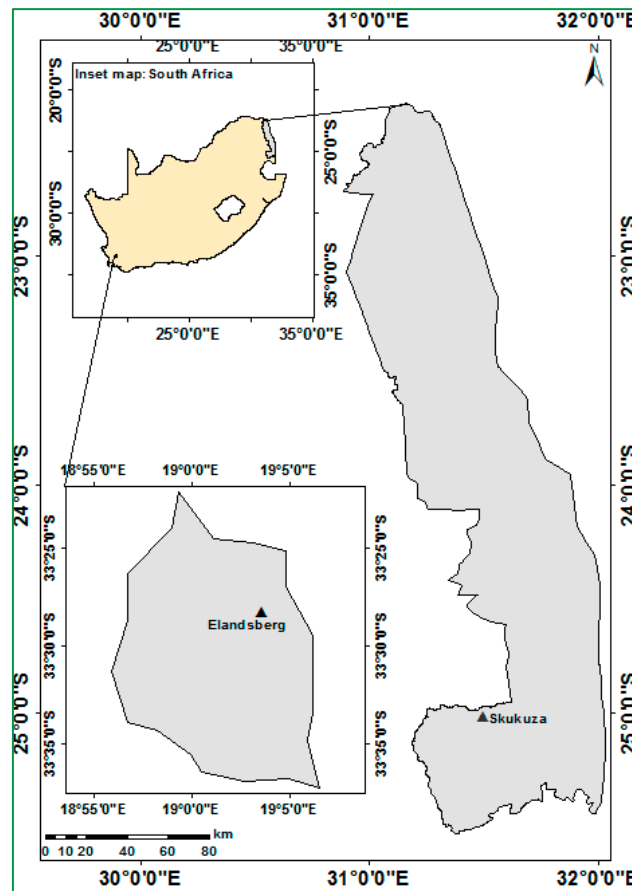 30°0'0"E 31°0'0"E 32°0'0"E
25°0'0"E 35°0'0"E
N
Inset map: South Africa
20°0'0"S
25°0'0"S
30°0'0"S
35°0'0"S
23°0'0"S
23°0'0"S
25°0'0"E 35°0'0"E
24°0'0"S
24°0'0"S
18°55'0"E 19°0'0"E 19°5'0"E
33°25'0"S
33°25'0"S
Elandsberg
33°30'0"S
33°30'0"S
25°0'0"S
Skukuza
25°0'0"S
33°35'0"S
33°35'0"S
18°55'0"E 19°0'0"E 19°5'0"E
km
0 10 20 40 60 80
30°0'0"E 31°0'0"E 32°0'0"E